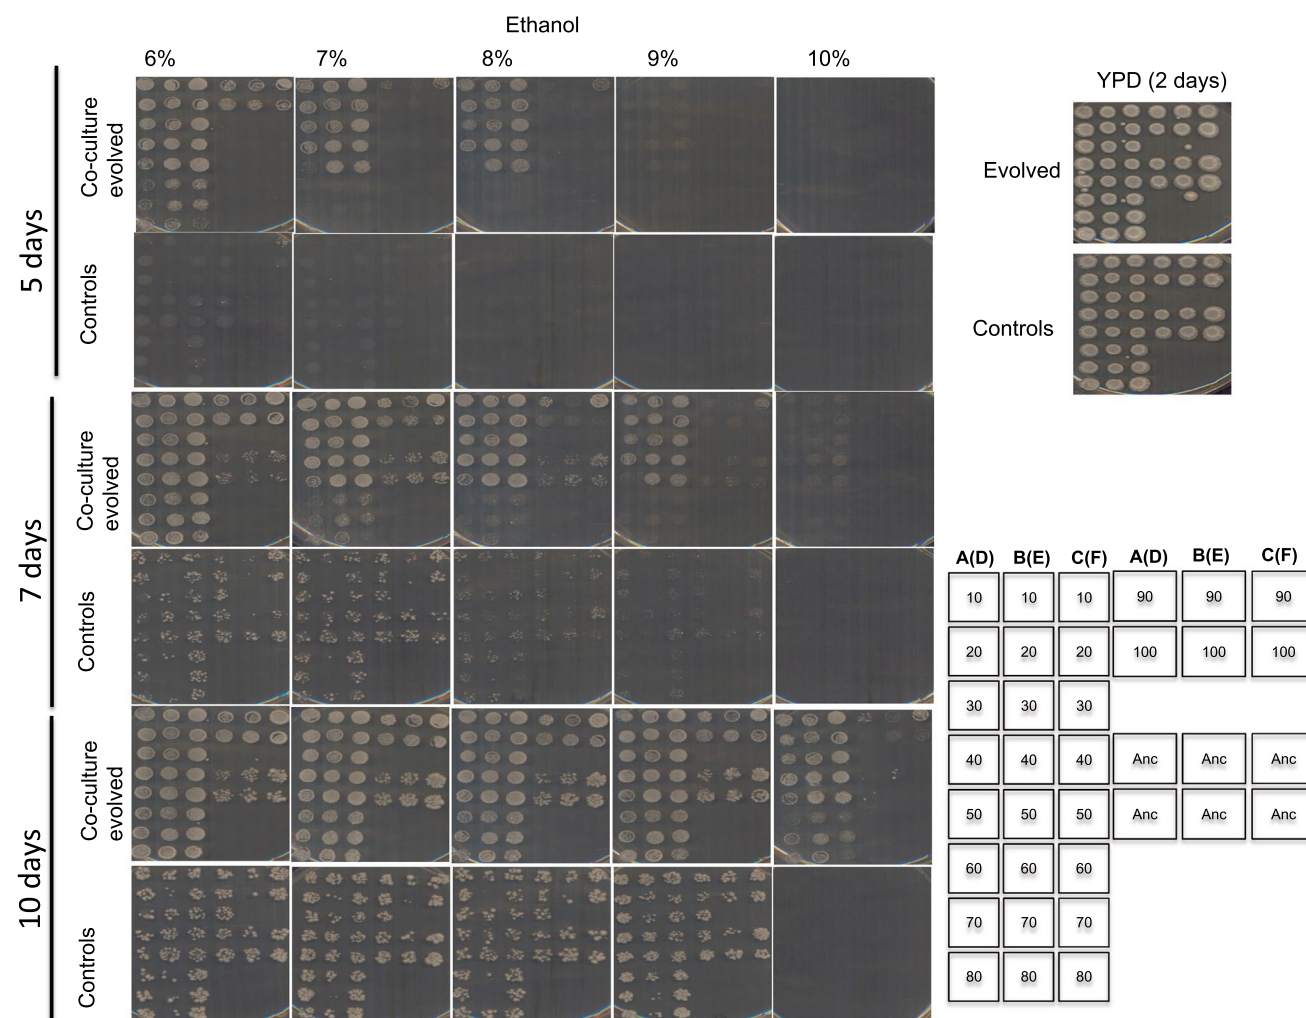 Ethanol
6% 7% 8% 9% 10%
YPD (2 days)
5 days
Co-culture
evolved
Controls
Evolved
Controls
7 days
Co-culture
evolved
Controls
10 days
Co-culture
evolved
Controls
A(D) B(E) C(F) A(D) B(E) C(F)
10 10 10 90 90 90
20 20 20 100 100 100
30 30 30
40 40 40 Anc Anc Anc
50 50 50 Anc Anc Anc
60 60 60
70 70 70
80 80 80